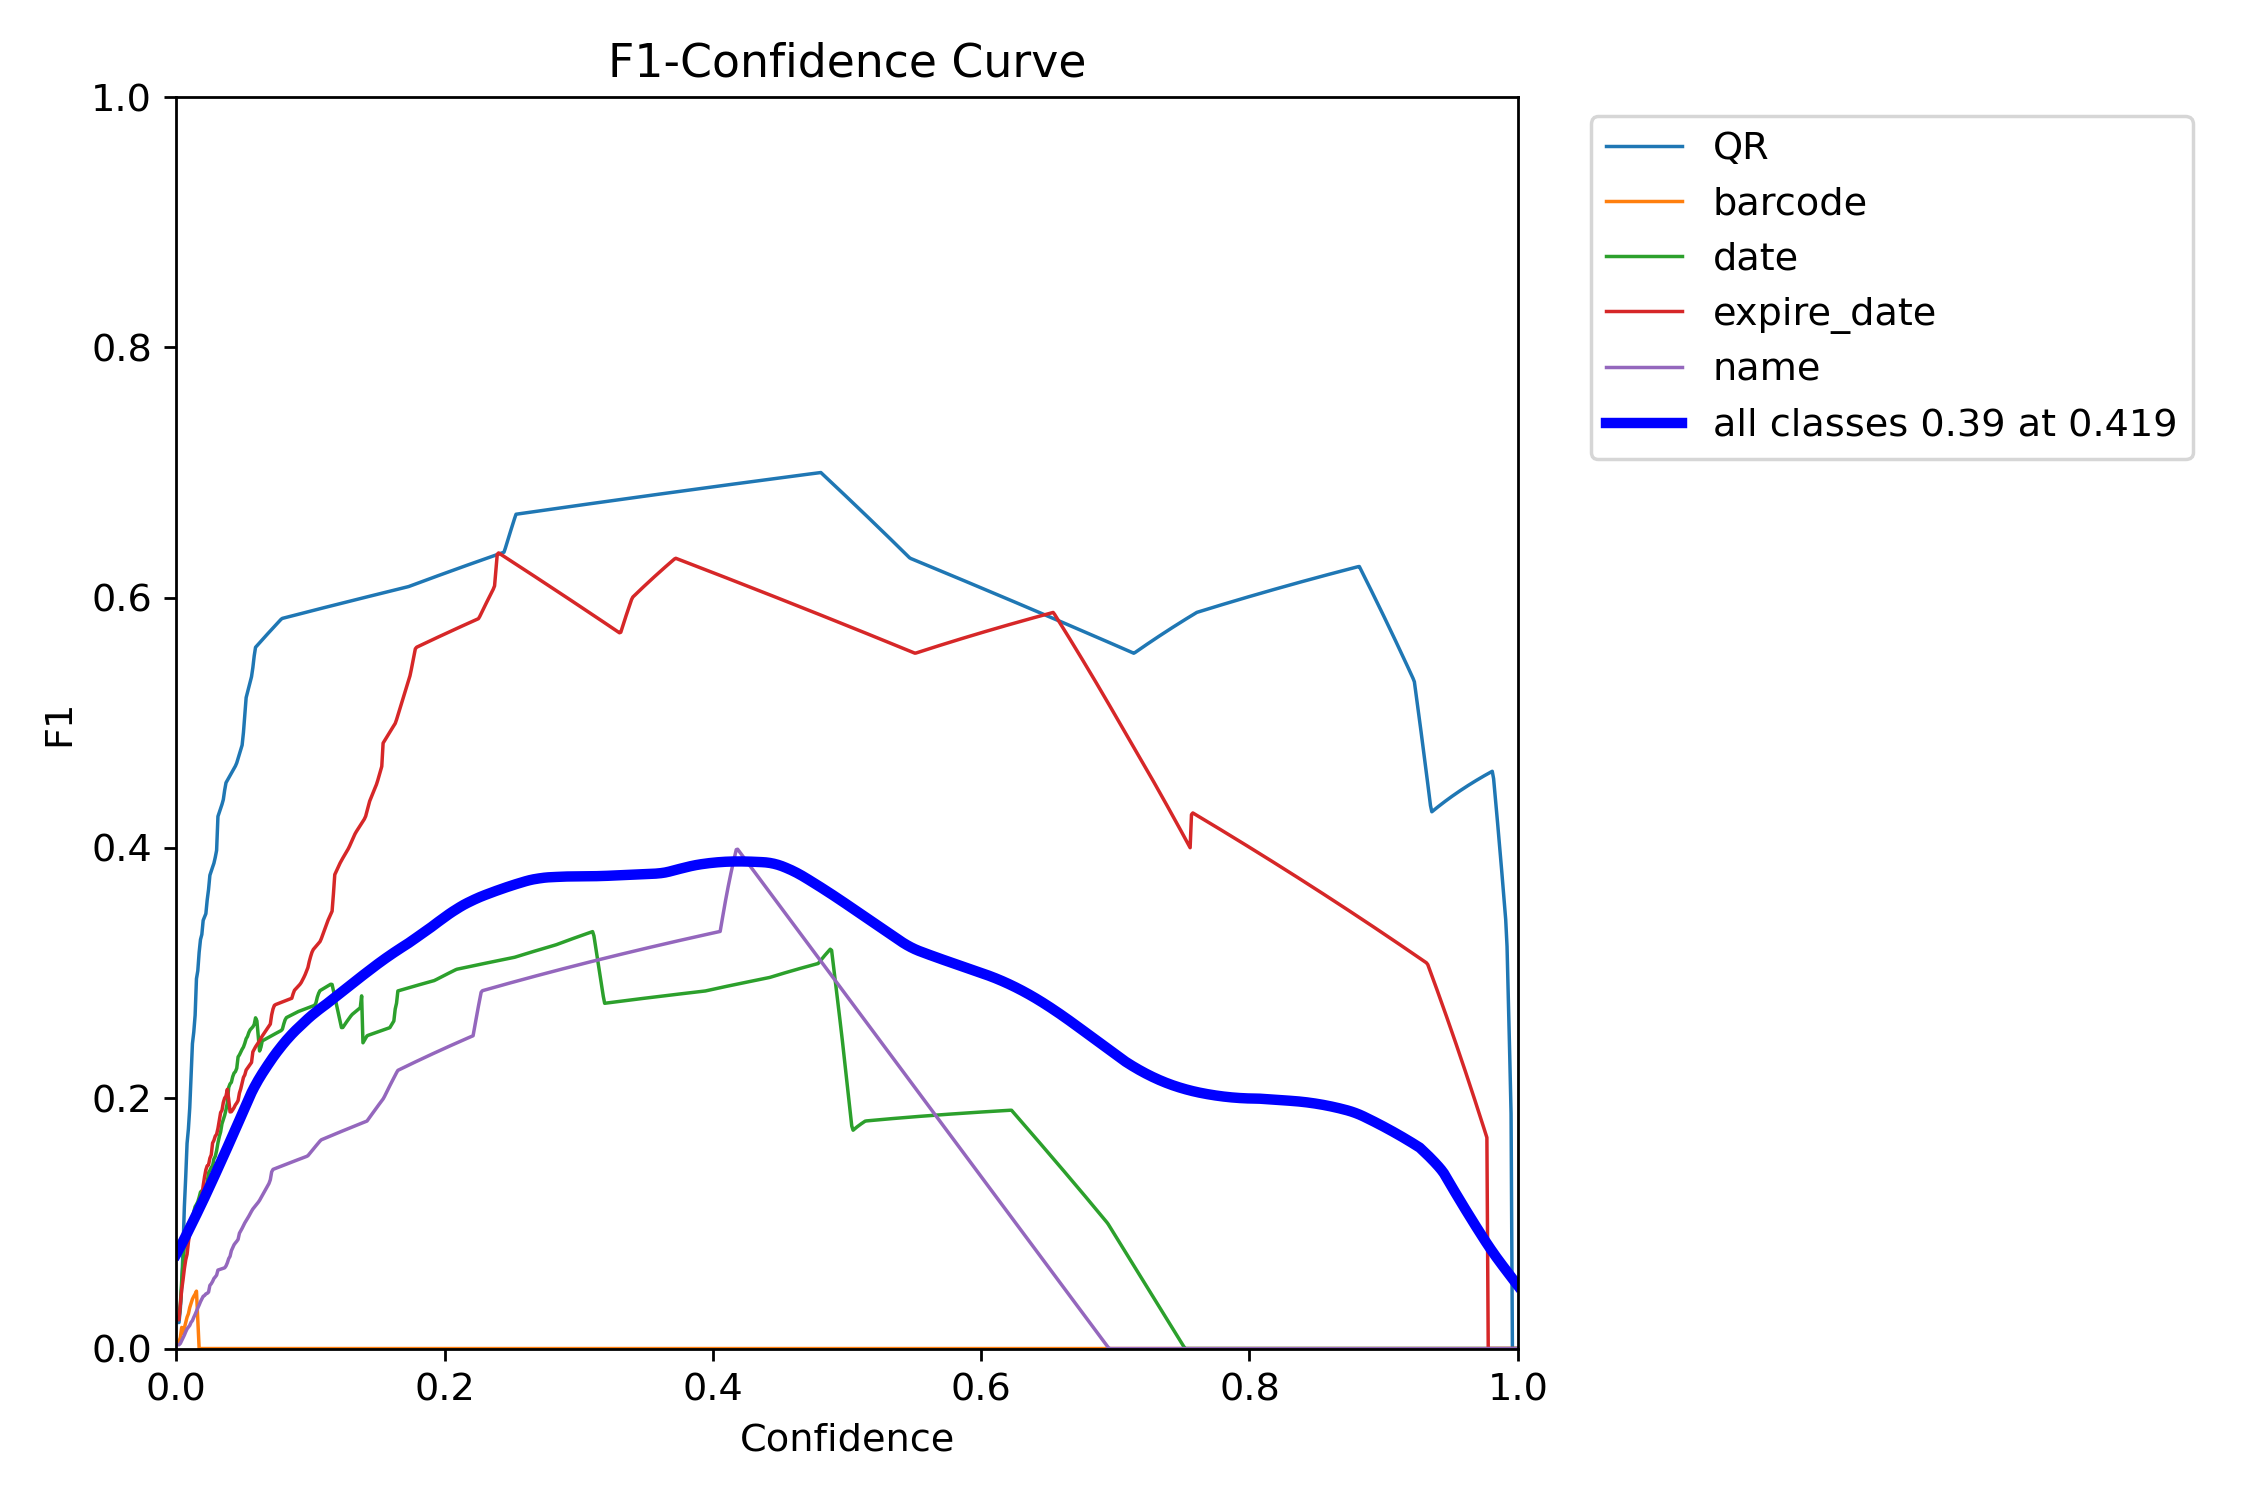 F1-Confidence Curve
1.0
0.8
0.6
0.4
0.2
0.0
F1
0.0 0.2 0.4 0.6 0.8 1.0
Confidence
QR
barcode
date
expire_date
name
all classes 0.39 at 0.419